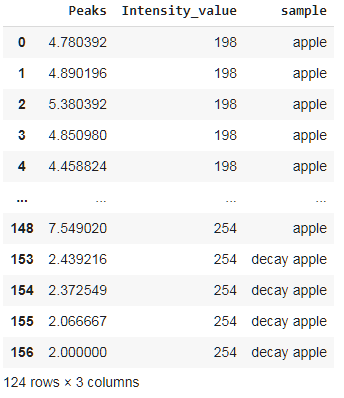 Peaks Intensity_value sample
0 4.780392 198 apple
1 4.890196 198 apple
2 5.380392 198 apple
3 4.850980 198 apple
4 4.458824 198 apple
... ... ... ...
148 7.549020 254 apple
153 2.439216 254 decay apple
154 2.372549 254 decay apple
155 2.066667 254 decay apple
156 2.000000 254 decay apple
124 rows × 3 columns